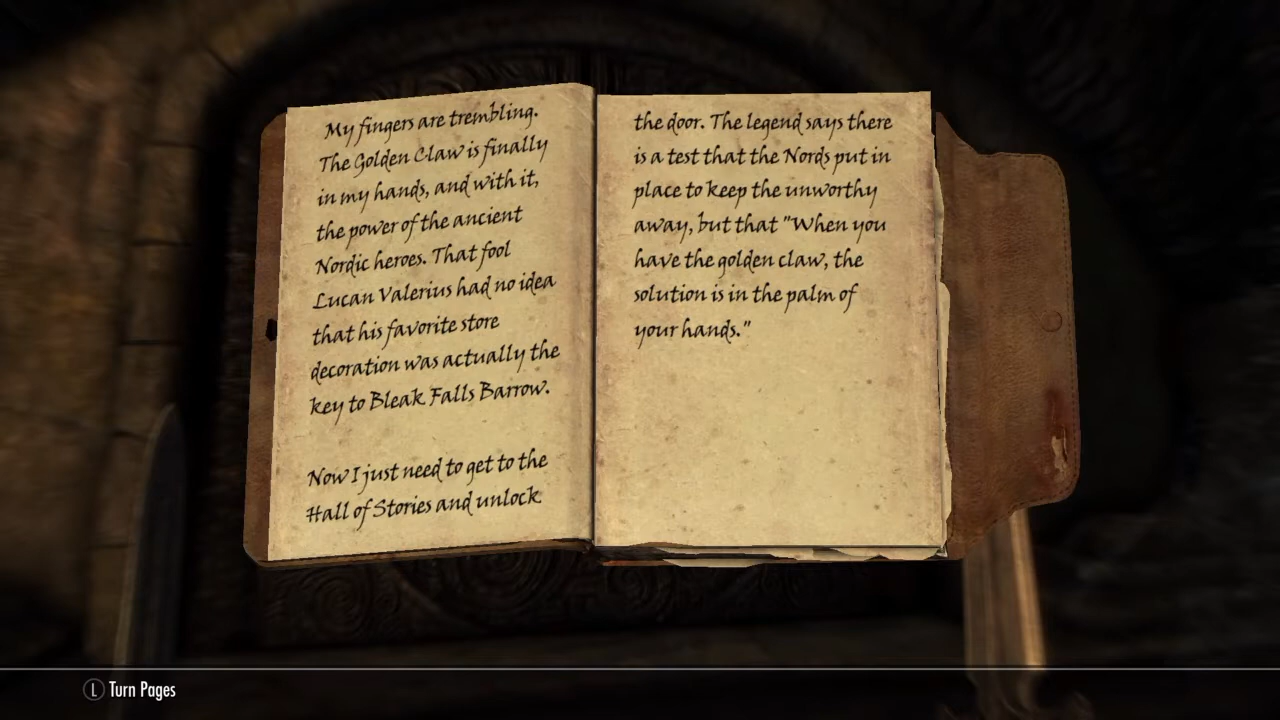 My fingers are trembling.
The Golden Claw is finally
in my hands, and with it,
the power of the ancient
Nordic heroes. That fool
Lucan Valerius had no idea
that his favorite store
decoration was actually the
key to Bleak Falls Barrow.
Now I just need to get to the
Hall of Stories and unlock
the door. The legend says there
is a test that the Nords put in
place to keep the unworthy
away, but that "When you
have the golden claw, the
solution is in the palm of
your hands."
L Turn Pages